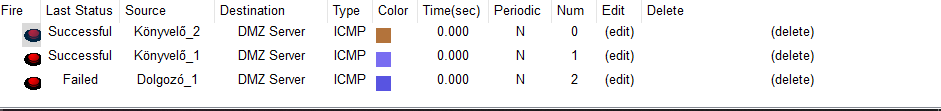 Fire Last Status Source Destination Type Color Time(sec) Periodic Num Edit Delete
Successful Könyvelő_2 DMZ Server ICMP 0.000 N 0 (edit) (delete)
Successful Könyvelő_1 DMZ Server ICMP 0.000 N 1 (edit) (delete)
Failed Dolgozó_1 DMZ Server ICMP 0.000 N 2 (edit) (delete)